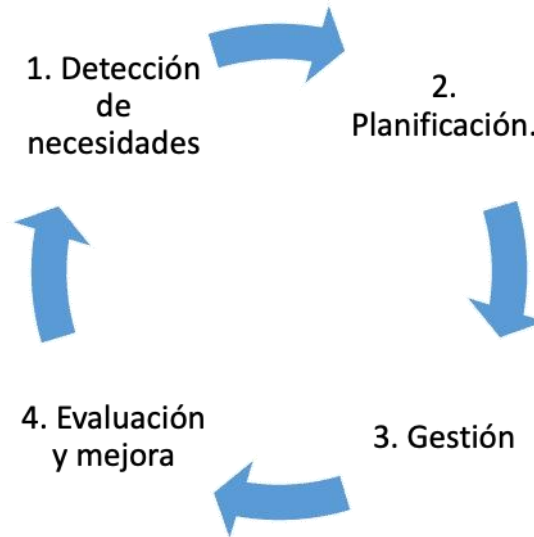 1. Detección
de
necesidades
2.
Planificación.
3. Gestión
4. Evaluación
y mejora